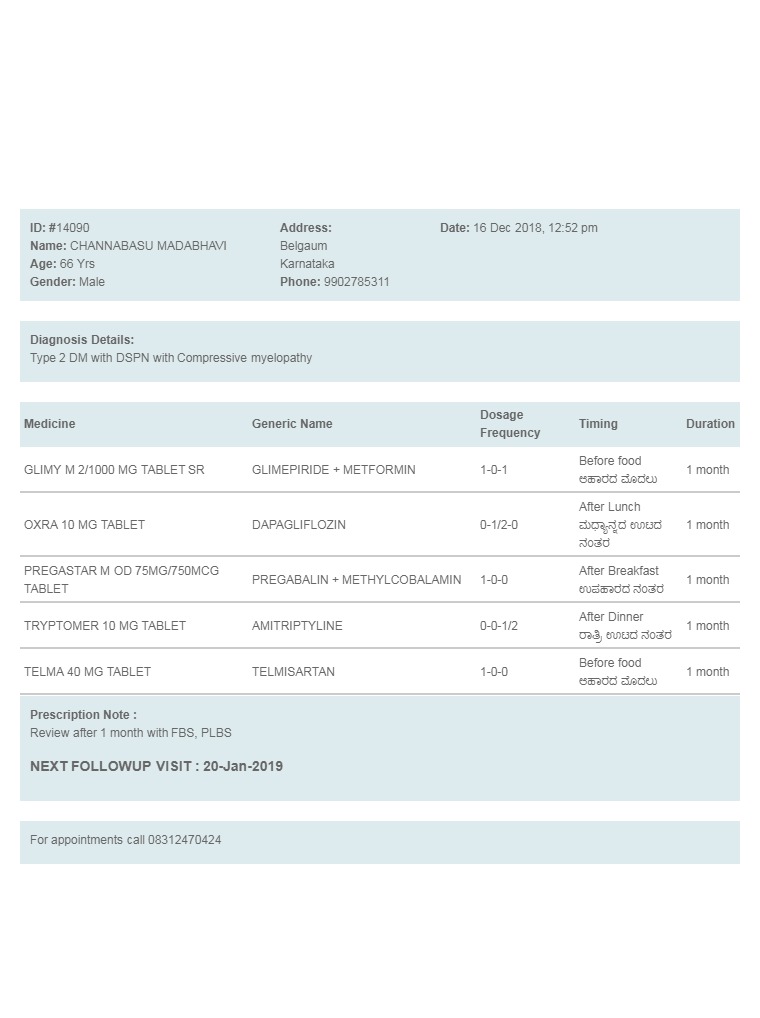 ID: #14090
Name: CHANNABASU MADABHAVI
Age: 66 Yrs
Gender: Male
Address:
Belgaum
Karnataka
Phone: 9902785311
Date: 16 Dec 2018, 12:52 pm
Diagnosis Details:
Type 2 DM with DSPN with Compressive myelopathy
Medicine Generic Name Dosage Frequency Timing Duration
GLIMY M 2/1000 MG TABLET SR GLIMEPIRIDE + METFORMIN 1-0-1 Before food 1 month
ಆಹಾರದ ಮೊದಲು
OXRA 10 MG TABLET DAPAGLIFLOZIN 0-1/2-0 After Lunch 1 month
ಮಧ್ಯಾನ್ನದ ಊಟದ
ನಂತರ
PREGASTAR M OD 75MG/750MCG
TABLET PREGABALIN + METHYLCOBALAMIN 1-0-0 After Breakfast 1 month
ಉಪಹಾರದ ನಂತರ
TRYPTOMER 10 MG TABLET AMITRIPTYLINE 0-0-1/2 After Dinner 1 month
ರಾತ್ರಿ ಊಟದ ನಂತರ
TELMA 40 MG TABLET TELMISARTAN 1-0-0 Before food 1 month
ಆಹಾರದ ಮೊದಲು
Prescription Note :
Review after 1 month with FBS, PLBS
NEXT FOLLOWUP VISIT : 20-Jan-2019
For appointments call 08312470424